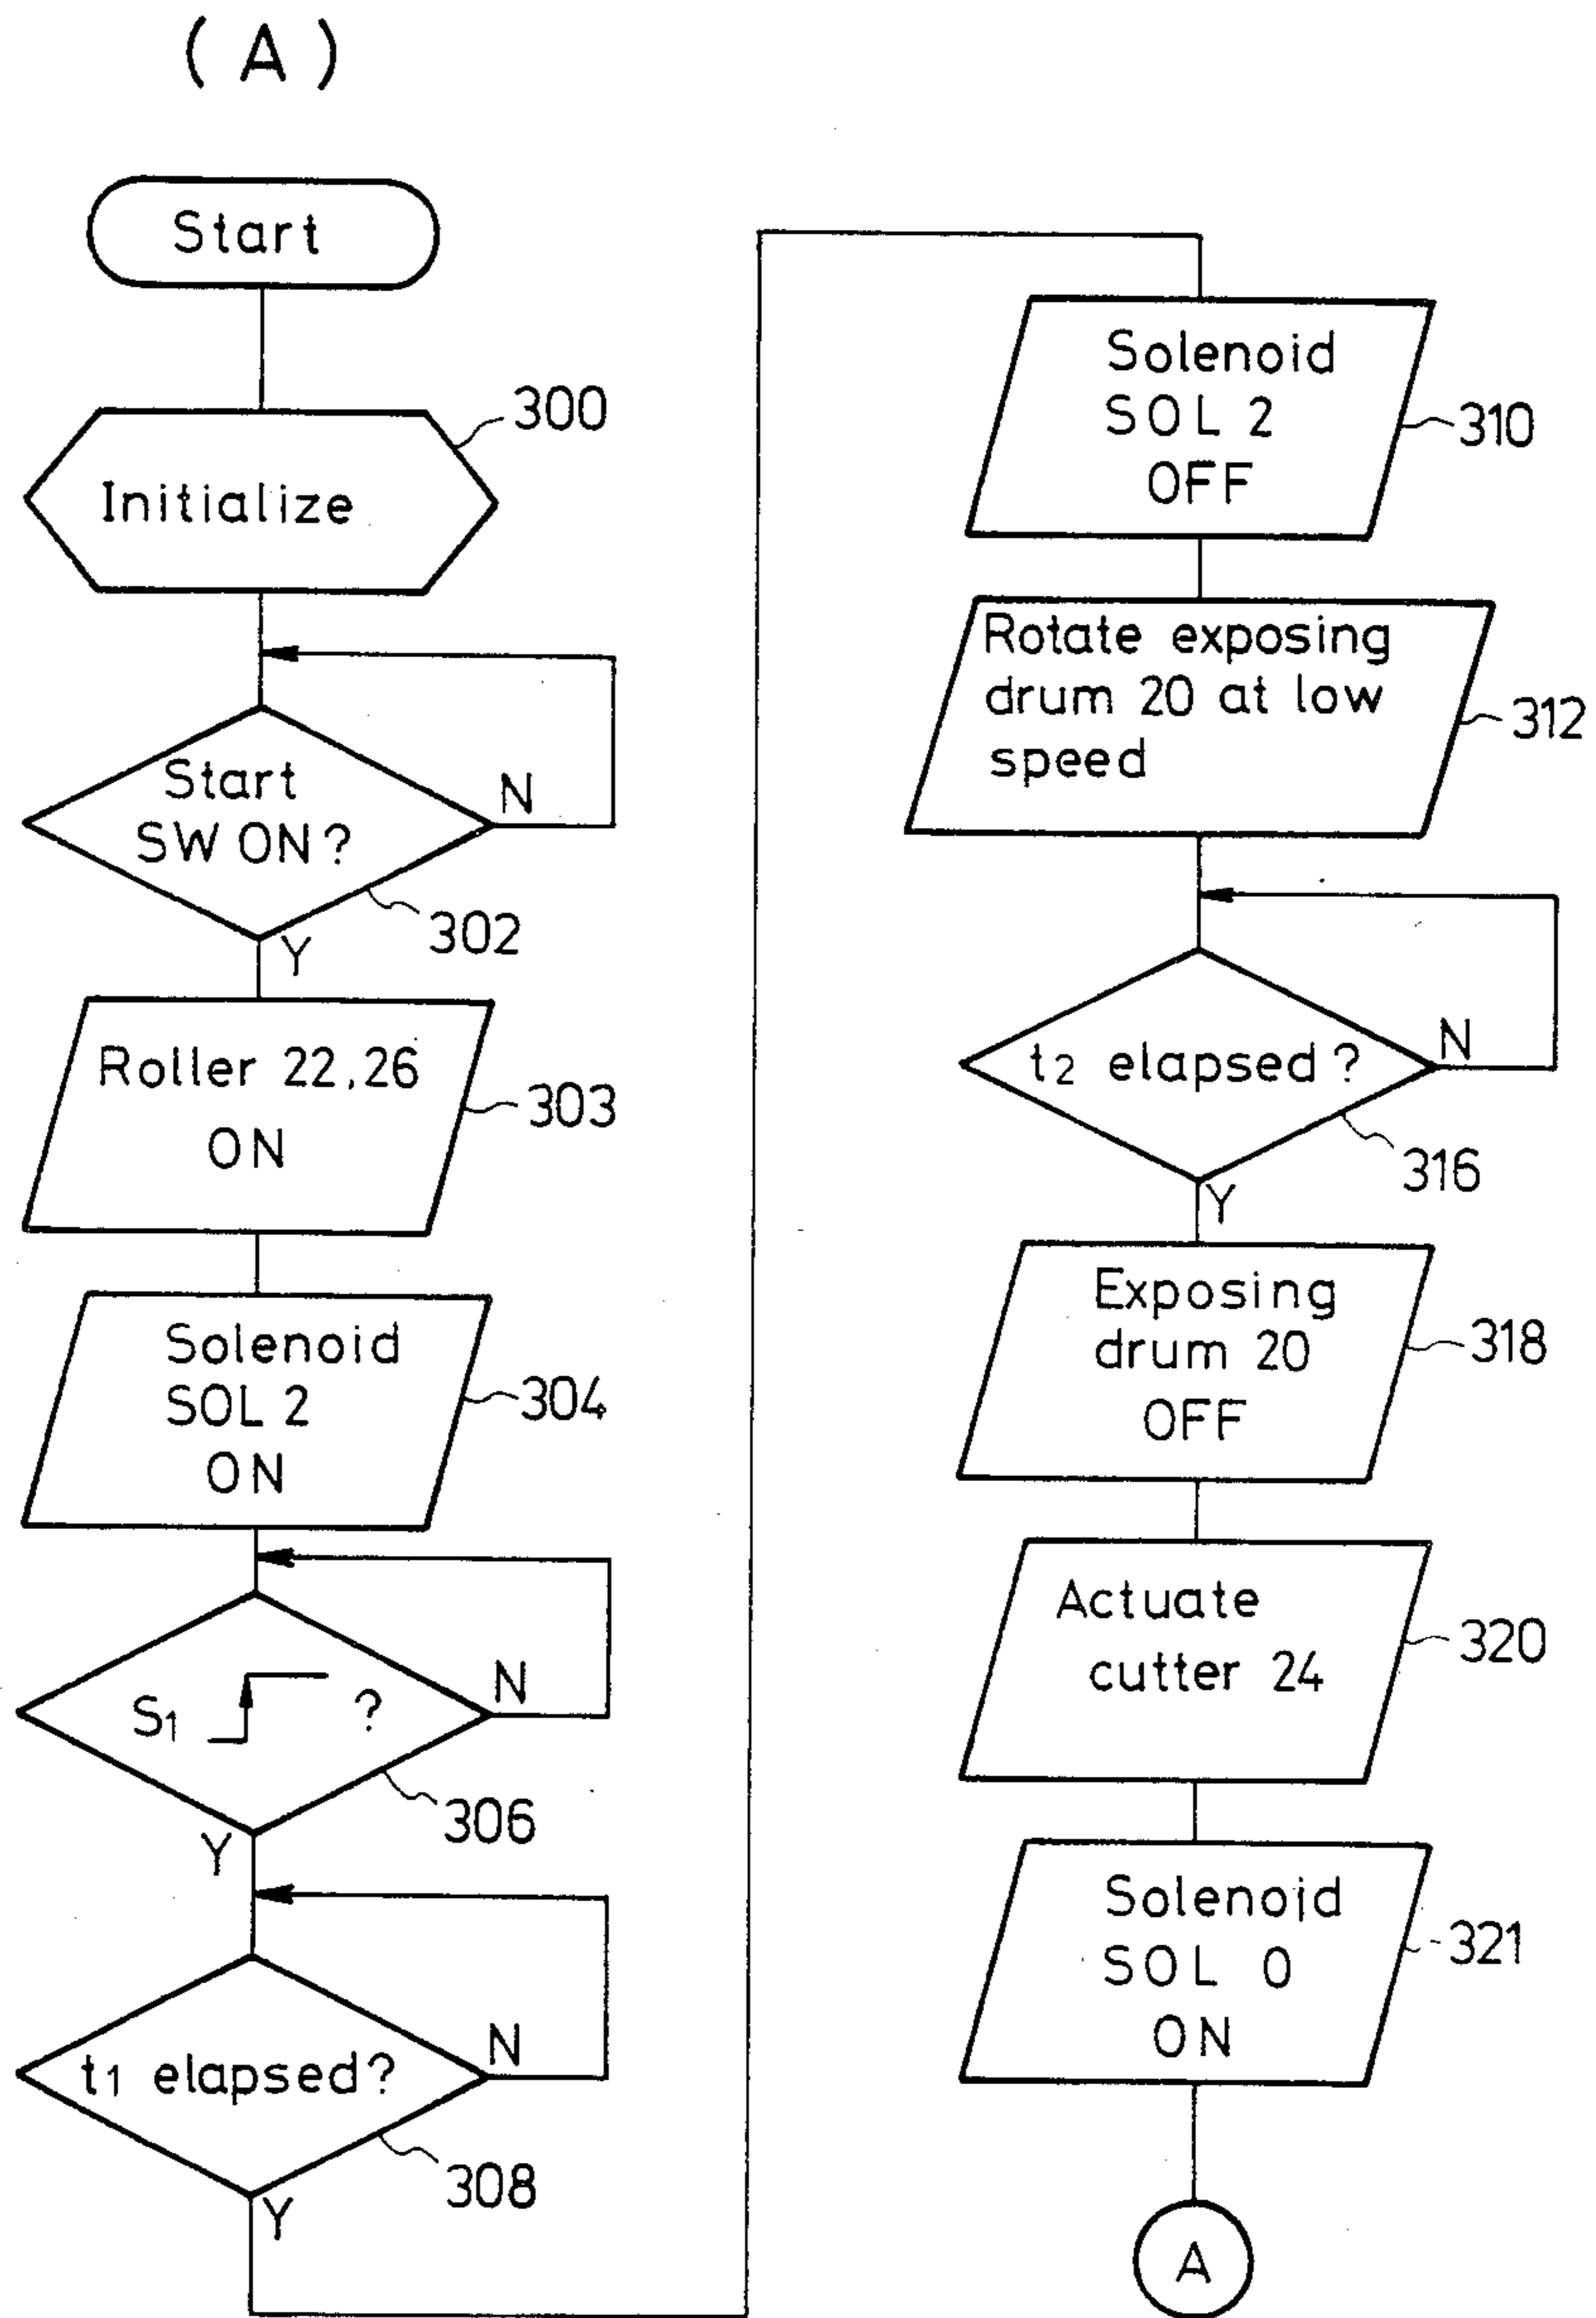 (A)
Start
300
Initialize
Start
SW ON?
N
302
Y
Roller 22,26
ON
303
Solenoid
SOL 2
ON
304
S1 ?
N
306
Y
t1 elapsed?
N
308
Y
Solenoid
SOL 2
OFF
310
Rotate exposing
drum 20 at low
speed
312
t2 elapsed?
N
316
Y
Exposing
drum 20
OFF
318
Actuate
cutter 24
320
Solenoid
SOL 0
ON
321
A